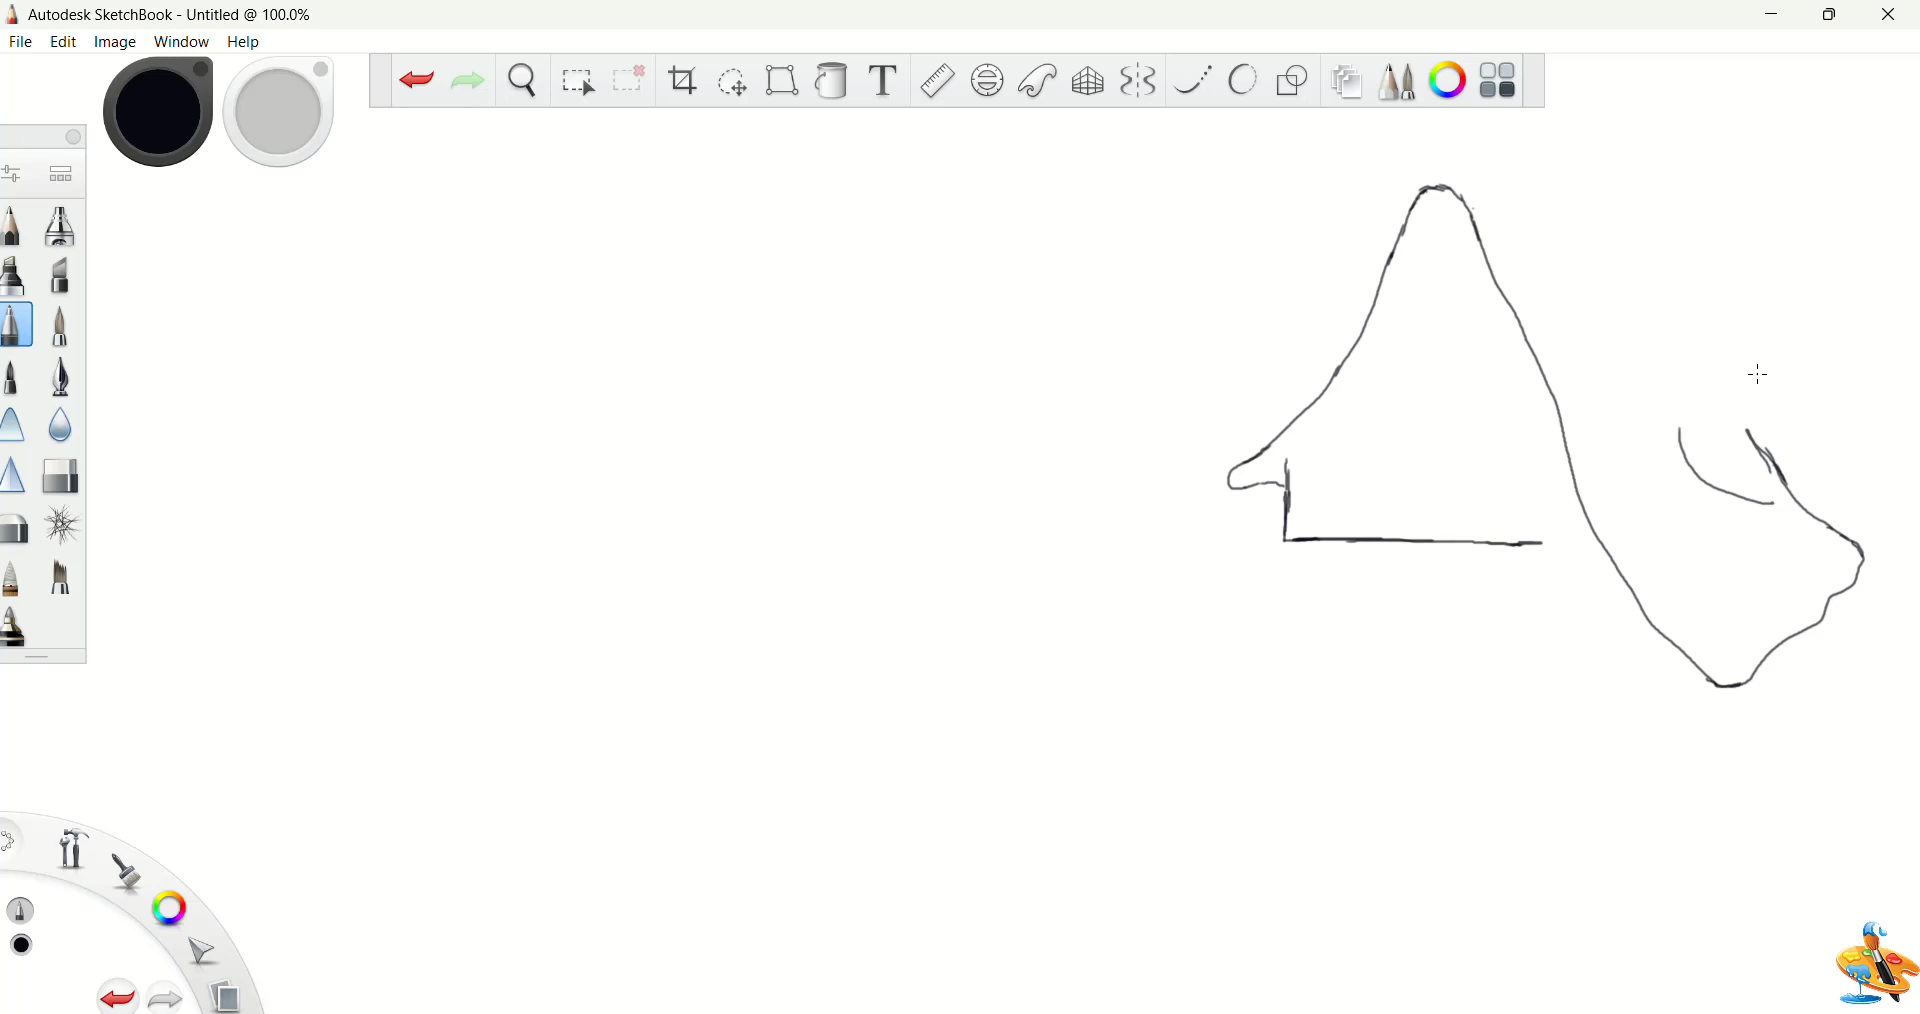 Autodesk SketchBook - Untitled @ 100.0%
File Edit Image Window Help
T